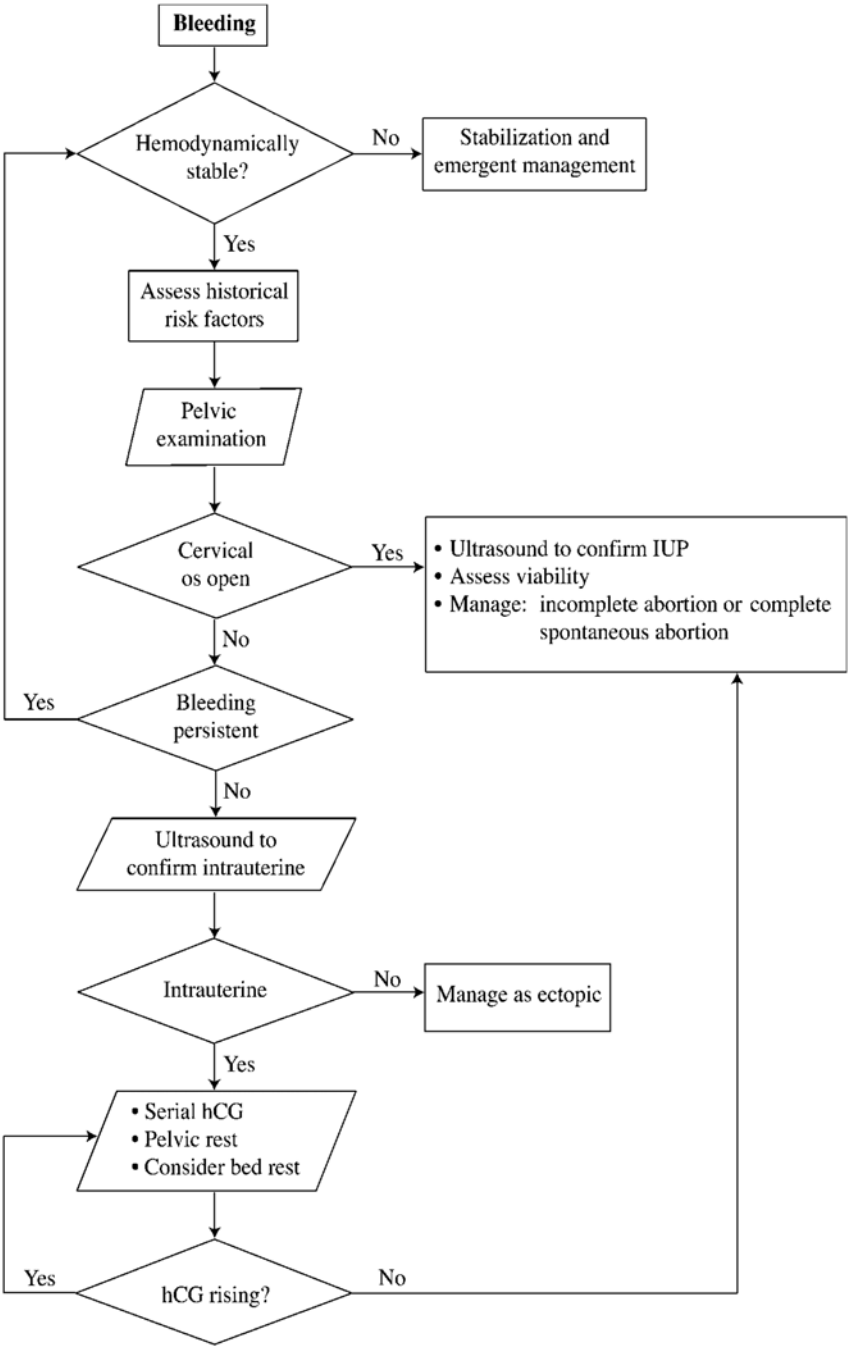 Bleeding
Hemodynamically
stable?
No
Stabilization and
emergent management
Yes
Assess historical
risk factors
Pelvic
examination
Cervical
os open
Yes
• Ultrasound to confirm IUP
• Assess viability
• Manage: incomplete abortion or complete
spontaneous abortion
No
Bleeding
persistent
Yes
No
Ultrasound to
confirm intrauterine
Intrauterine
No
Manage as ectopic
Yes
• Serial hCG
• Pelvic rest
• Consider bed rest
hCG rising?
Yes
No